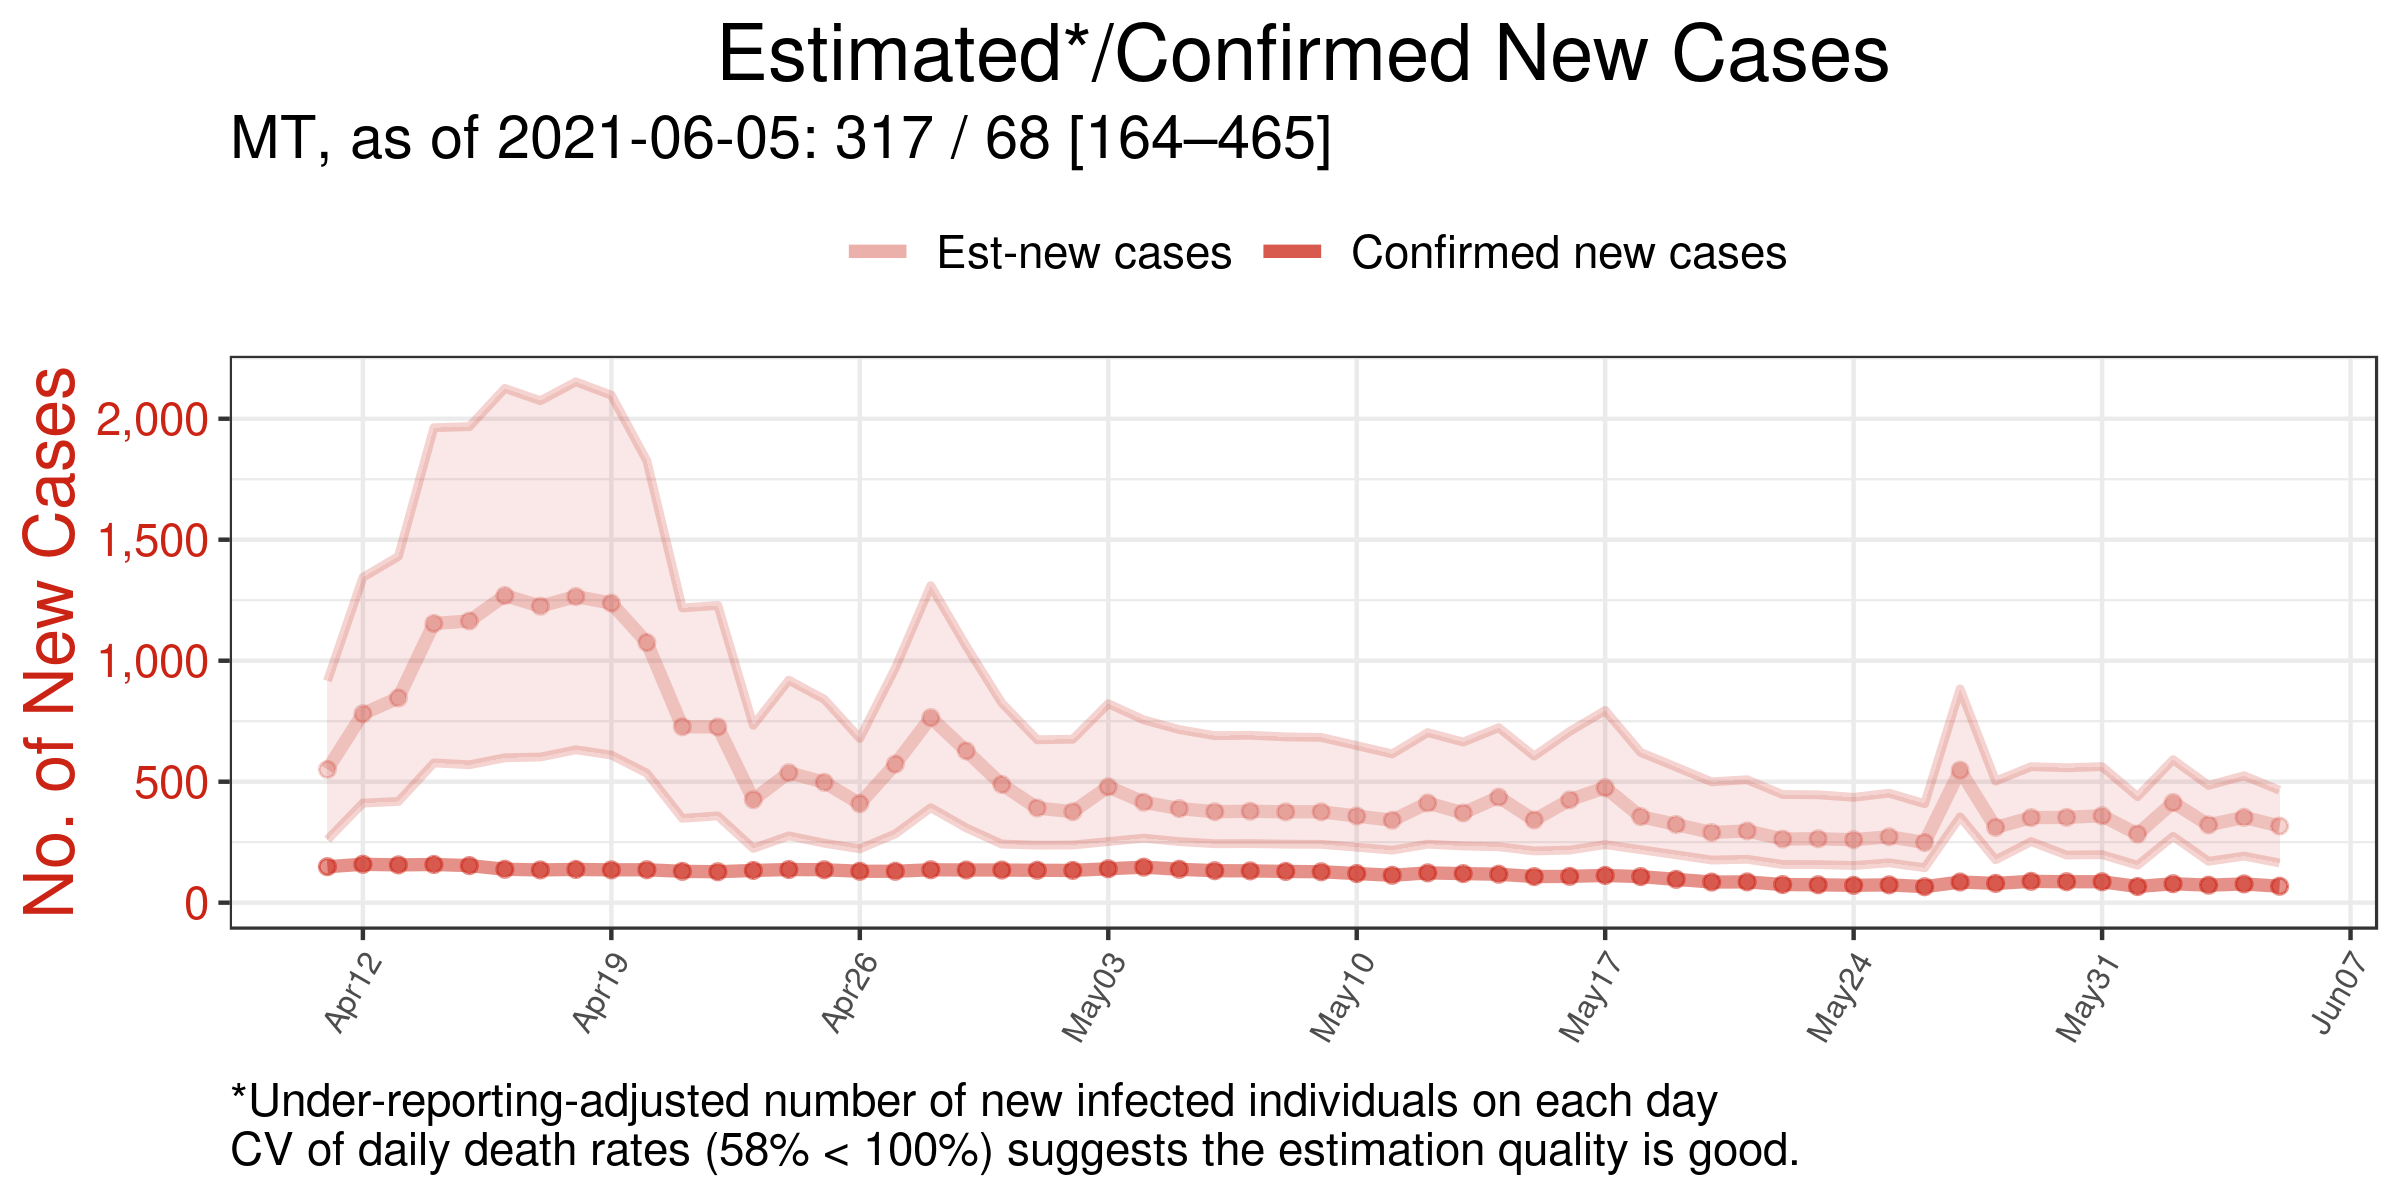 Estimated*/Confirmed New Cases
MT, as of 2021-06-05: 317 / 68 [164–465]
Est-new cases
Confirmed new cases
No. of New Cases
2,000
1,500
1,000
500
0
Apr12
Apr19
Apr26
May03
May10
May17
May24
May31
Jun07
*Under-reporting-adjusted number of new infected individuals on each day
CV of daily death rates (58% < 100%) suggests the estimation quality is good.